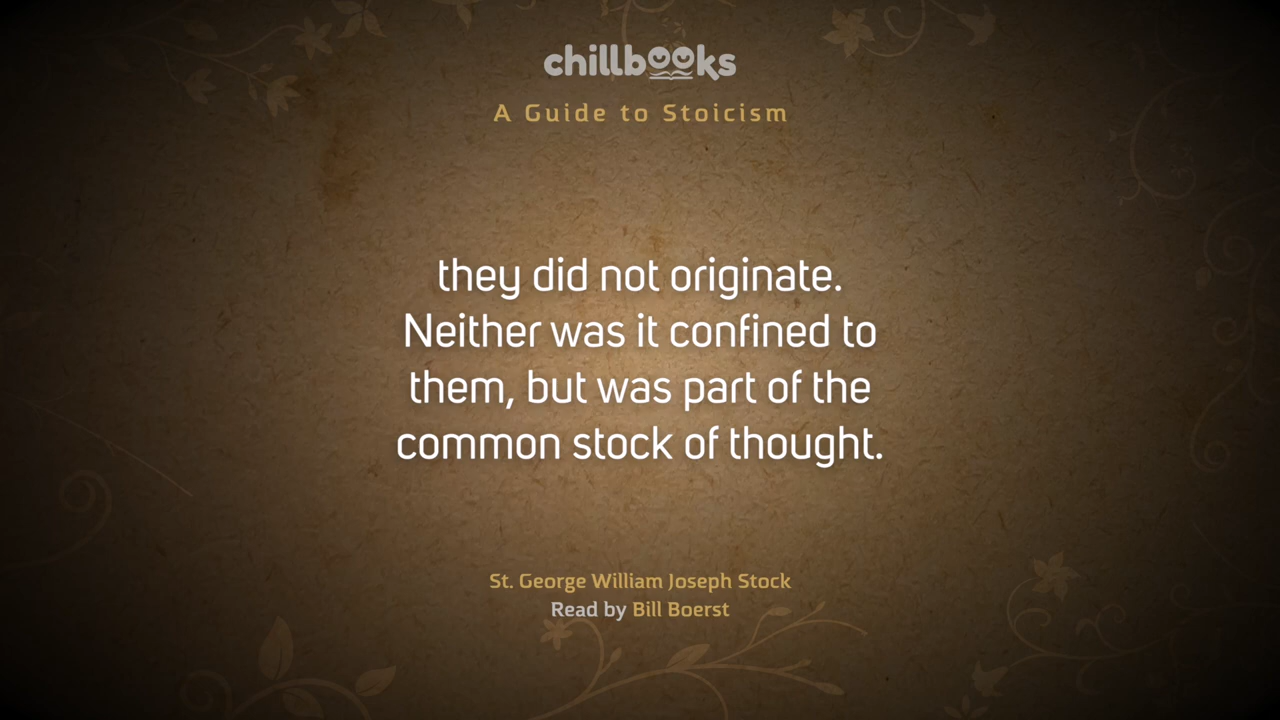 chillbooks
A Guide to Stoicism
they did not originate.
Neither was it confined to
them, but was part of the
common stock of thought.
St. George William Joseph Stock
Read by Bill Boerst